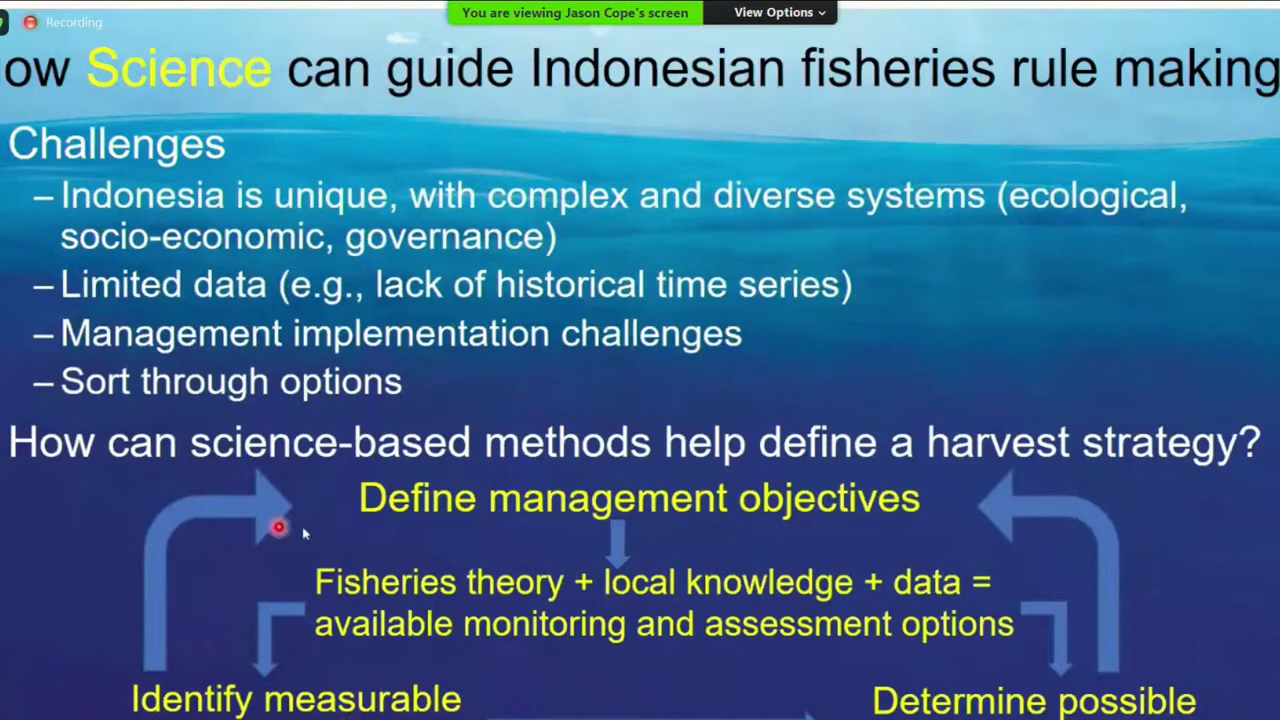 Recording
You are viewing Jason Cope's screen
View Options
ow Science can guide Indonesian fisheries rule making
Challenges
– Indonesia is unique, with complex and diverse systems (ecological,
socio-economic, governance)
– Limited data (e.g., lack of historical time series)
– Management implementation challenges
– Sort through options
How can science-based methods help define a harvest strategy?
Define management objectives
Fisheries theory + local knowledge + data =
available monitoring and assessment options
Identify measurable
Determine possible